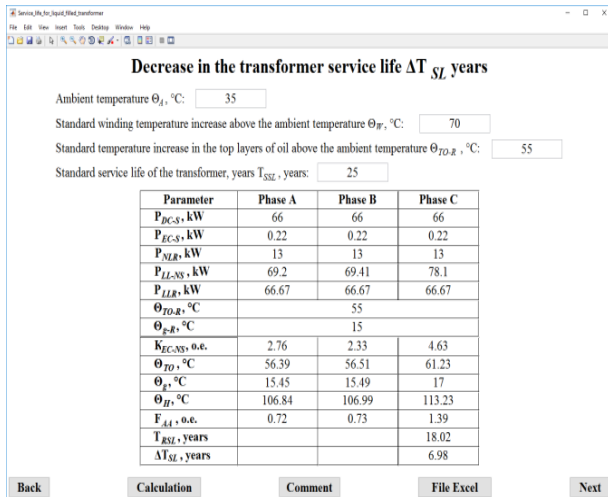 Service_life_for_liquid_filled_transformer
File Edit View Insert Tools Desktop Window Help
Decrease in the transformer service life ΔT SL years
Ambient temperature Θ_A, °C: 35
Standard winding temperature increase above the ambient temperature Θ_W, °C: 70
Standard temperature increase in the top layers of oil above the ambient temperature Θ_TO-R, °C: 55
Standard service life of the transformer, years T_SSL, years: 25
Parameter Phase A Phase B Phase C
P_DC-S, kW 66 66 66
P_EC-S, kW 0.22 0.22 0.22
P_NLR, kW 13 13 13
P_LL-NS, kW 69.2 69.41 78.1
P_LLR, kW 66.67 66.67 66.67
Θ_TO-R, °C 55
Θ_g-R, °C 15
K_EC-NS, o.e. 2.76 2.33 4.63
Θ_TO, °C 56.39 56.51 61.23
Θ_g, °C 15.45 15.49 17
Θ_H, °C 106.84 106.99 113.23
F_AA, o.e. 0.72 0.73 1.39
T_RSL, years 18.02
ΔT_SL, years 6.98
Back Calculation Comment File Excel Next